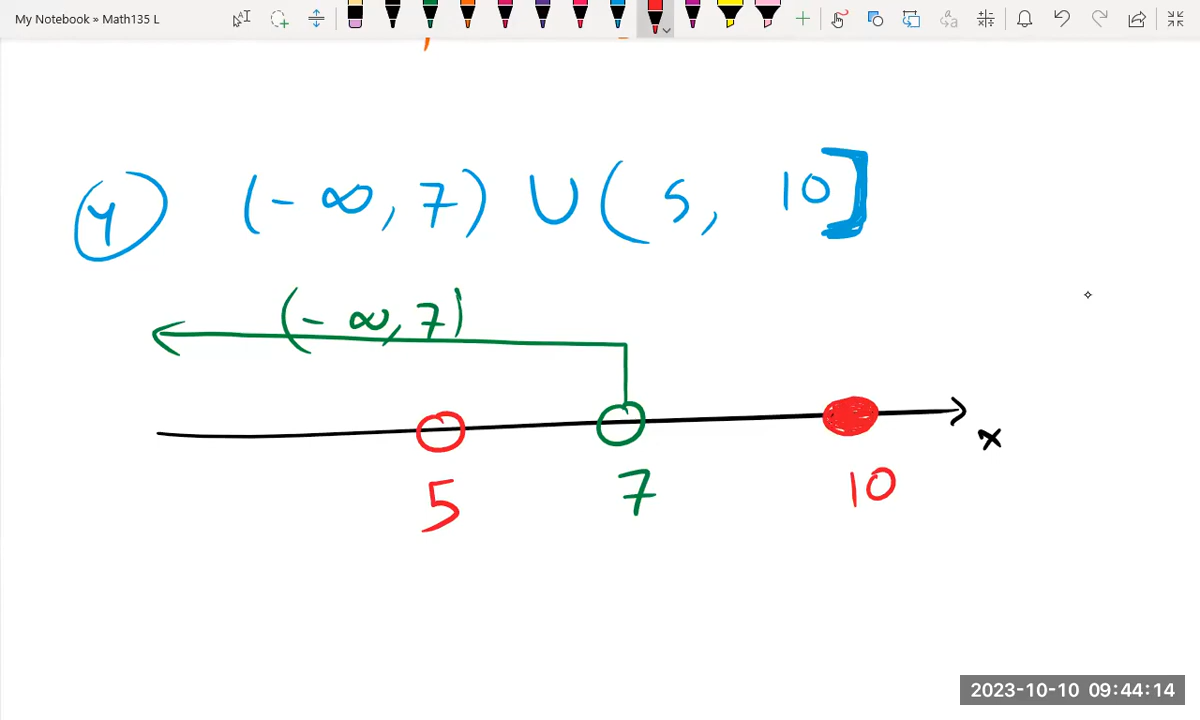 My Notebook » Math135 L
(4) (-∞, 7) ∪ (5, 10]
(-∞, 7)
x
5 7 10
2023-10-10 09:44:14